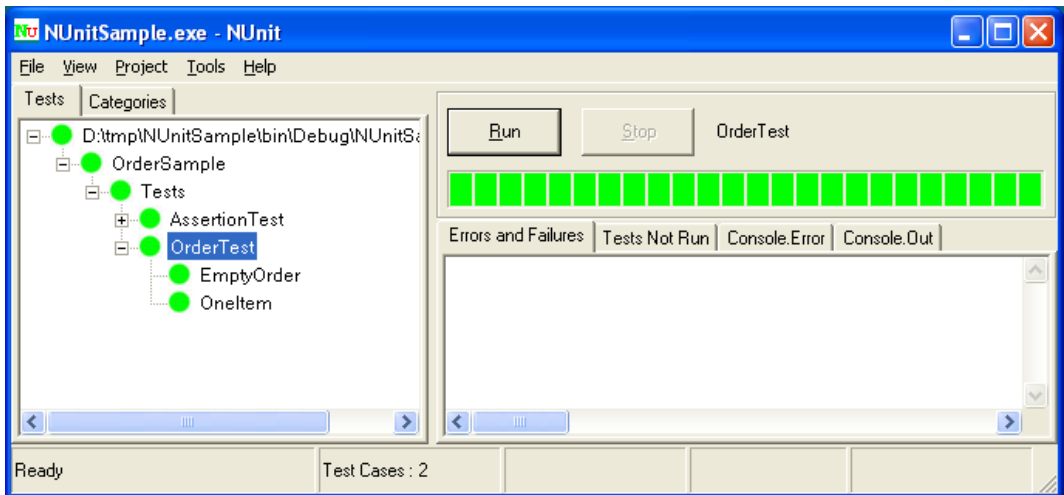 NU NUnitSample.exe - NUnit
File View Project Tools Help
Tests Categories
D:\tmp\NUnitSample\bin\Debug\NUnitSa
OrderSample
Tests
AssertionTest
OrderTest
EmptyOrder
OneItem
Run Stop OrderTest
Errors and Failures Tests Not Run Console.Error Console.Out
Ready Test Cases : 2